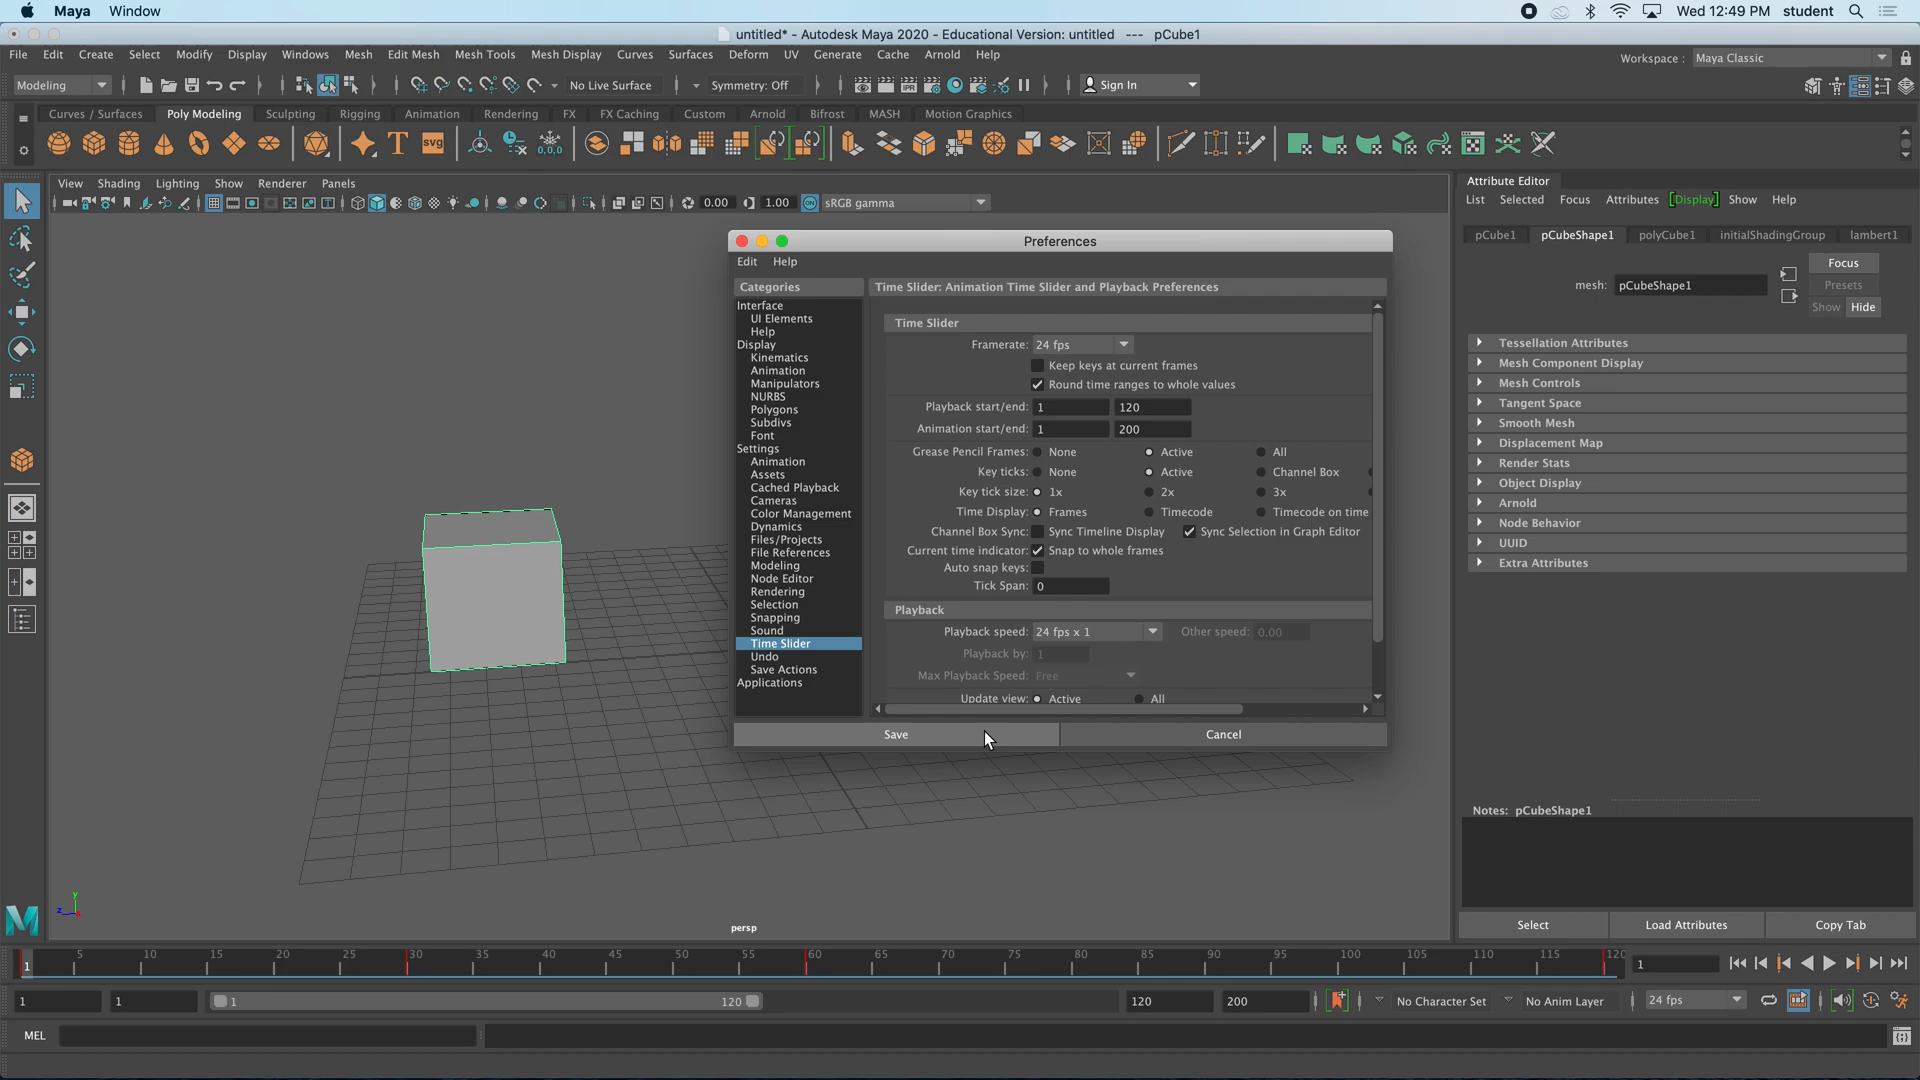 Maya Window Wed 12:49 PM student
untitled* - Autodesk Maya 2020 - Educational Version: untitled --- pCube1
File Edit Create Select Modify Display Windows Mesh Edit Mesh Mesh Tools Mesh Display Curves Surfaces Deform UV Generate Cache Arnold Help Workspace : Maya Classic
Modeling No Live Surface Symmetry: Off IPR Sign In
Curves / Surfaces Poly Modeling Sculpting Rigging Animation Rendering FX FX Caching Custom Arnold Bifrost MASH Motion Graphics
T SVG 0,0,0
View Shading Lighting Show Renderer Panels
0.00 1.00 ON sRGB gamma
Attribute Editor
List Selected Focus Attributes [Display] Show Help
pCube1 pCubeShape1 polyCube1 initialShadingGroup lambert1
mesh: pCubeShape1
Focus
Presets
Show Hide
Tessellation Attributes
Mesh Component Display
Mesh Controls
Tangent Space
Smooth Mesh
Displacement Map
Render Stats
Object Display
Arnold
Node Behavior
UUID
Extra Attributes
Notes: pCubeShape1
Select Load Attributes Copy Tab
Preferences
Edit Help
Categories
Interface
UI Elements
Help
Display
Kinematics
Animation
Manipulators
NURBS
Polygons
Subdivs
Font
Settings
Animation
Assets
Cached Playback
Cameras
Color Management
Dynamics
Files/Projects
File References
Modeling
Node Editor
Rendering
Selection
Snapping
Sound
Time Slider
Undo
Save Actions
Applications
Time Slider: Animation Time Slider and Playback Preferences
Time Slider
Framerate: 24 fps
Keep keys at current frames
Round time ranges to whole values
Playback start/end: 1 120
Animation start/end: 1 200
Grease Pencil Frames: None Active All
Key ticks: None Active Channel Box
Key tick size: 1x 2x 3x
Time Display: Frames Timecode Timecode on time
Channel Box Sync: Sync Timeline Display Sync Selection in Graph Editor
Current time indicator: Snap to whole frames
Auto snap keys:
Tick Span: 0
Playback
Playback speed: 24 fps x 1 Other speed: 0.00
Playback by: 1
Max Playback Speed: Free
Update view: Active All
Save Cancel
y
z
persp
5 10 15 20 25 30 35 40 45 50 55 60 65 70 75 80 85 90 95 100 105 110 115 120
1 1
1 1 1 120 120 200 No Character Set No Anim Layer 24 fps
MEL